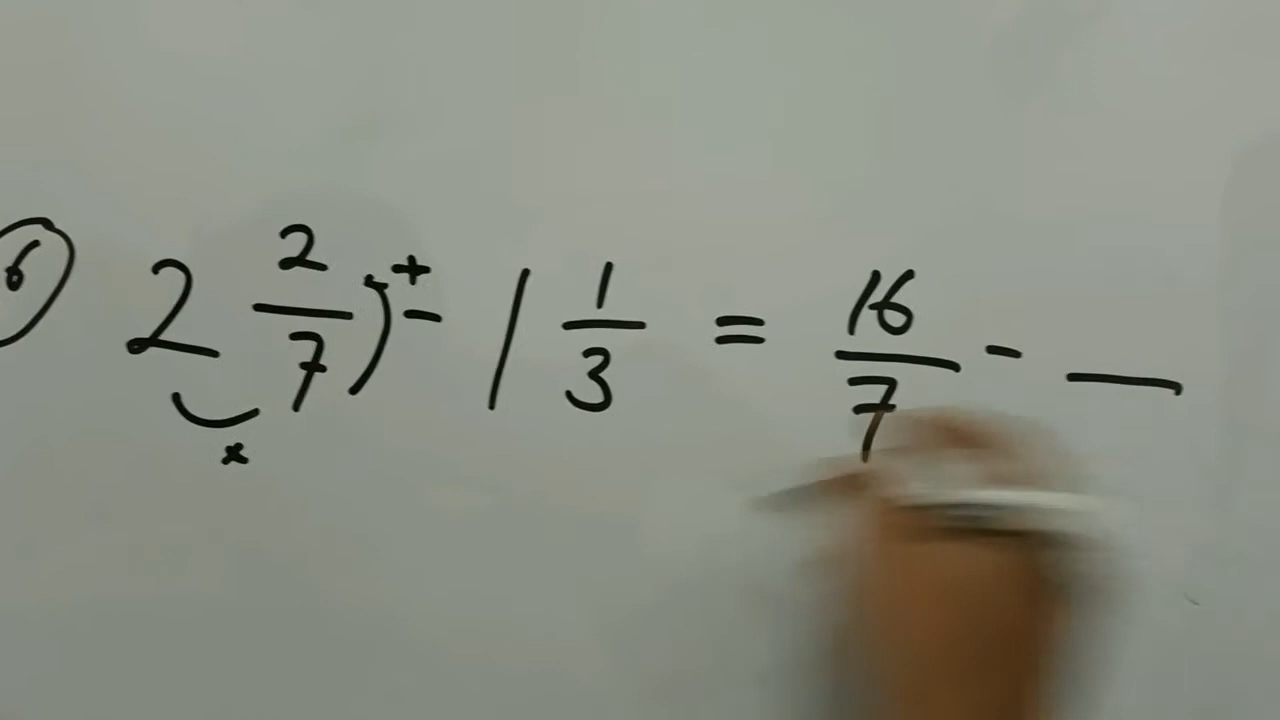 6 2 2/7 - 1 1/3 = 16/7 - —
+
×